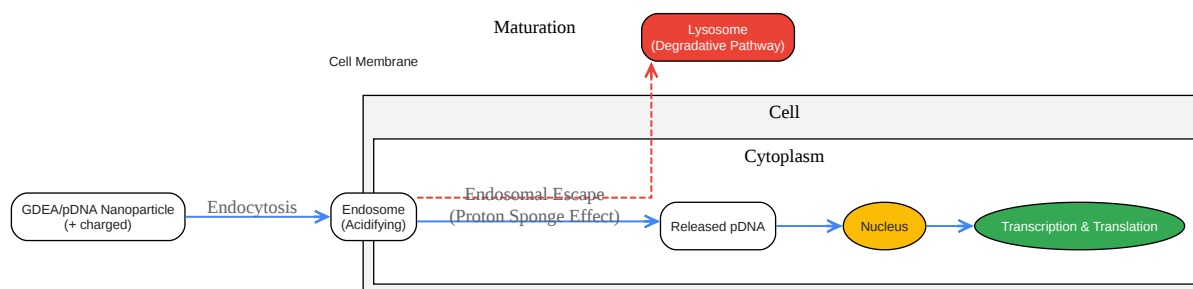 Maturation
Lysosome
(Degradative Pathway)
Cell Membrane
Cell
Cytoplasm
GDEA/pDNA Nanoparticle
(+ charged)
Endocytosis
Endosome
(Acidifying)
Endosomal Escape
(Proton Sponge Effect)
Released pDNA
Nucleus
Transcription & Translation